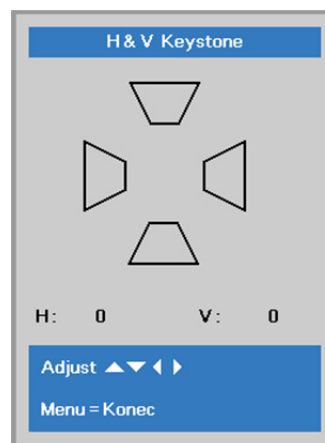 H & V Keystone
H: 0 V: 0
Adjust ▲▼◀▶
Menu = Konec